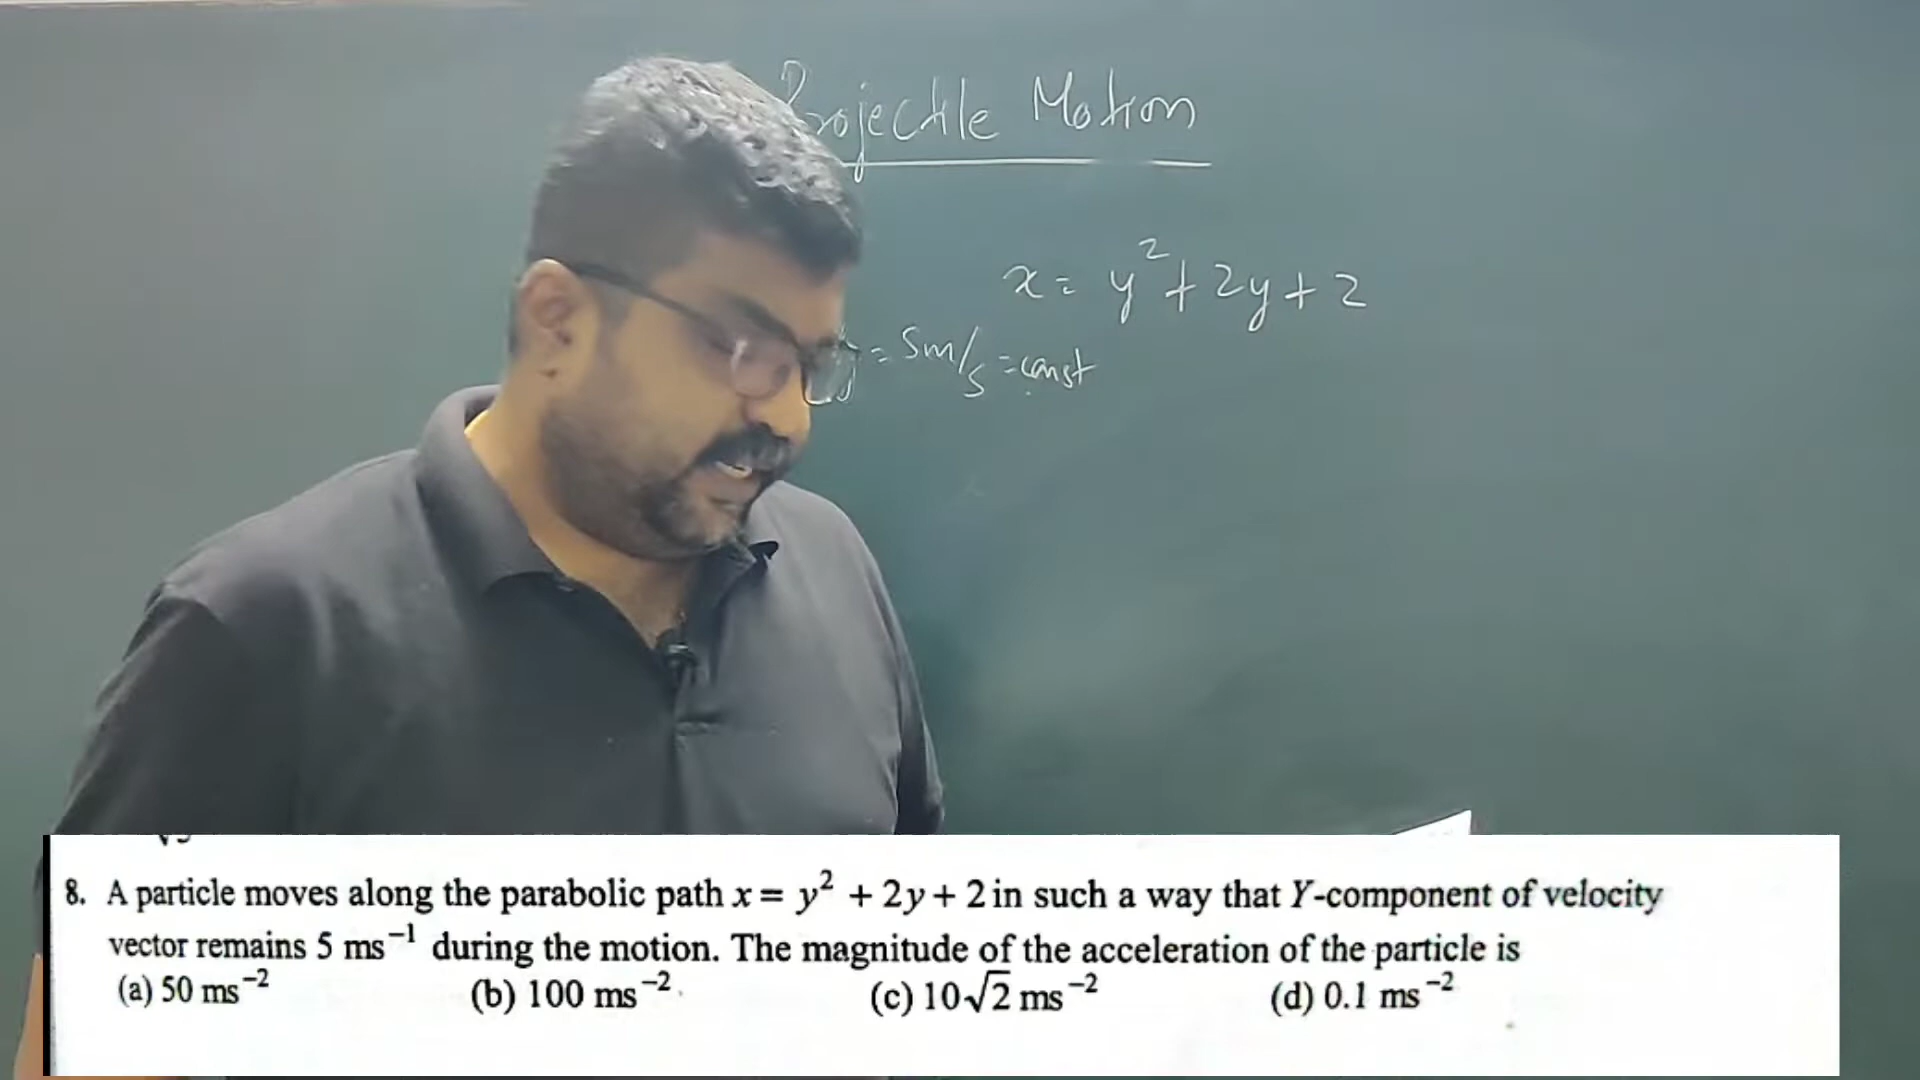 Projectile Motion
x = y² + 2y + 2
= 5m/s = const
8. A particle moves along the parabolic path x = y² + 2y + 2 in such a way that Y-component of velocity
vector remains 5 ms⁻¹ during the motion. The magnitude of the acceleration of the particle is
(a) 50 ms⁻² (b) 100 ms⁻² (c) 10√2 ms⁻² (d) 0.1 ms⁻²